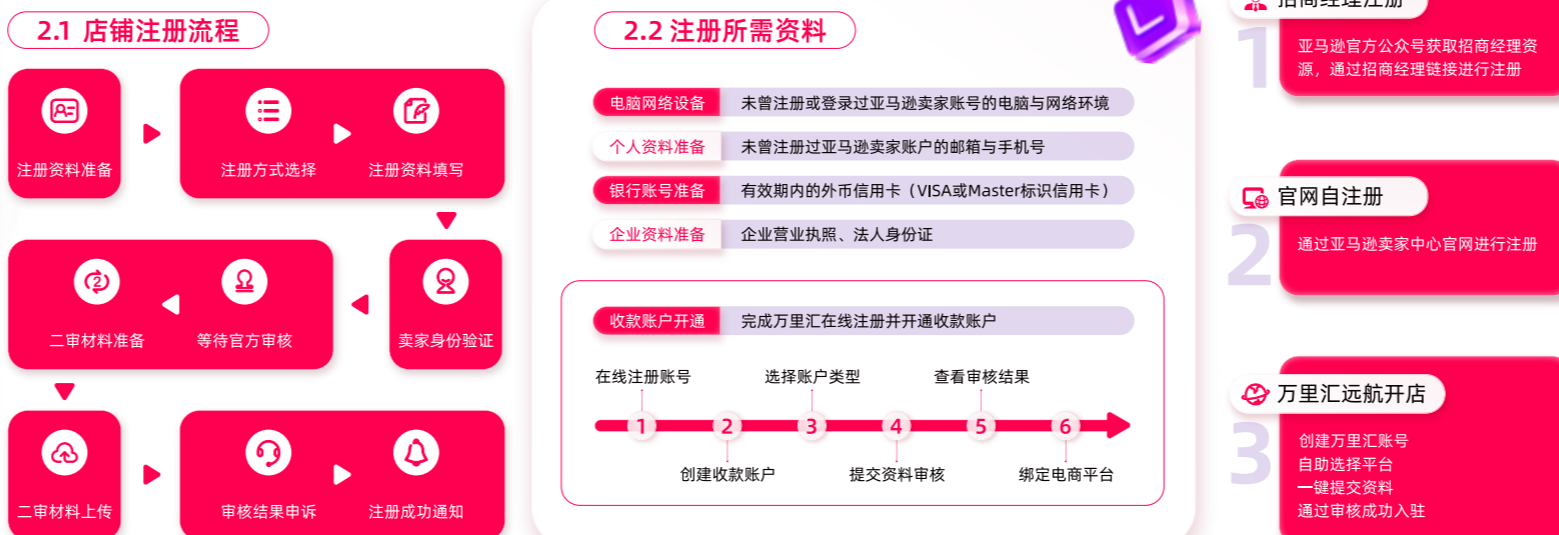 2.1 店铺注册流程
注册资料准备
注册方式选择
注册资料填写
卖家身份验证
等待官方审核
二审材料准备
二审材料上传
审核结果申诉
注册成功通知
2.2 注册所需资料
电脑网络设备 未曾注册或登录过亚马逊卖家账号的电脑与网络环境
个人资料准备 未曾注册过亚马逊卖家账户的邮箱与手机号
银行账号准备 有效期内的外币信用卡（VISA或Master标识信用卡）
企业资料准备 企业营业执照、法人身份证
收款账户开通 完成万里汇在线注册并开通收款账户
在线注册账号
1
2
创建收款账户
选择账户类型
3
4
提交资料审核
查看审核结果
5
6
绑定电商平台
招商经理注册
1
亚马逊官方公众号获取招商经理资
源，通过招商经理链接进行注册
官网自注册
2
通过亚马逊卖家中心官网进行注册
万里汇远航开店
3
创建万里汇账号
自助选择平台
一键提交资料
通过审核成功入驻